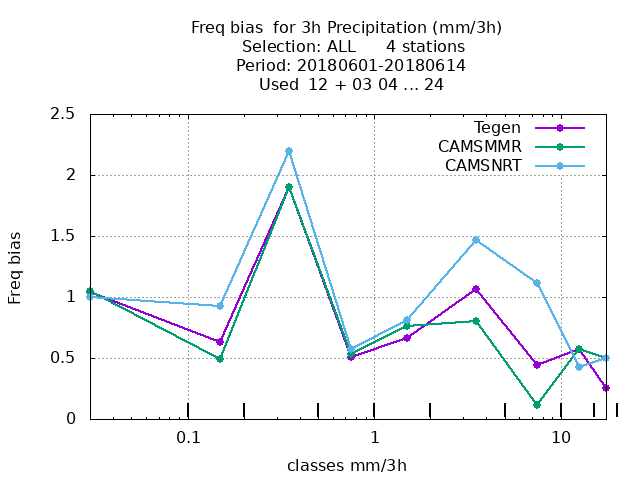 Freq bias  for 3h Precipitation (mm/3h)
Selection: ALL      4 stations
Period: 20180601-20180614
Used  12 + 03 04 ... 24
2.5
2
1.5
1
0.5
0
Freq bias
Tegen
CAMSMMR
CAMSNRT
0.1
1
10
classes mm/3h